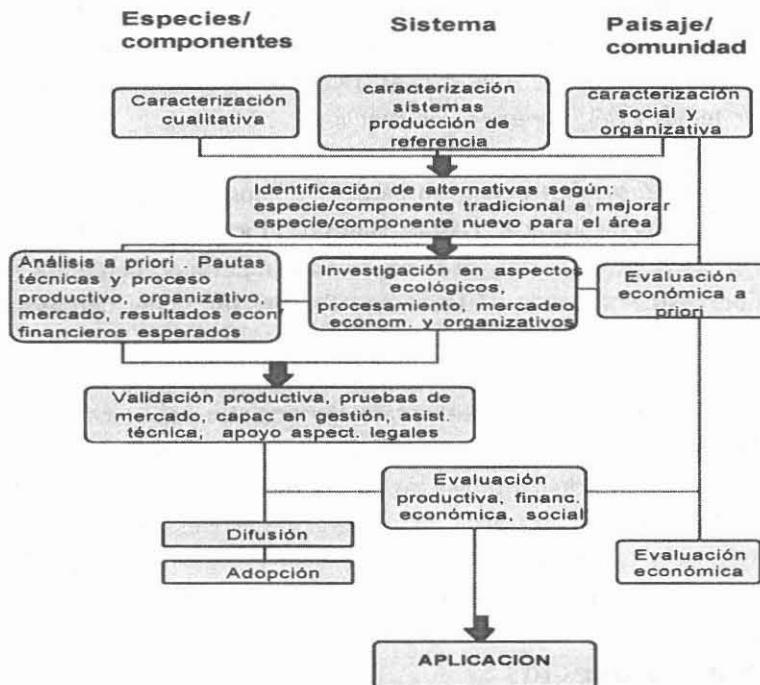 Especies/
componentes
Sistema
Paisaje/
comunidad
Caracterización
cualitativa
caracterización
sistemas
producción de
referencia
caracterización
social y
organizativa
Identificación de alternativas según:
especie/componente tradicional a mejorar
especie/componente nuevo para el área
Análisis a priori . Pautas
técnicas y proceso
productivo, organizativo,
mercado, resultados econ/
financieros esperados
Investigación en aspectos
ecológicos,
procesamiento, mercadeo,
econom. y organizativos
Evaluación
económica a
priori
Validación productiva, pruebas de
mercado, capac en gestión, asist.
técnica, apoyo aspect. legales
Evaluación
productiva, financ.
económica, social
Difusión
Adopción
Evaluación
económica
APLICACION